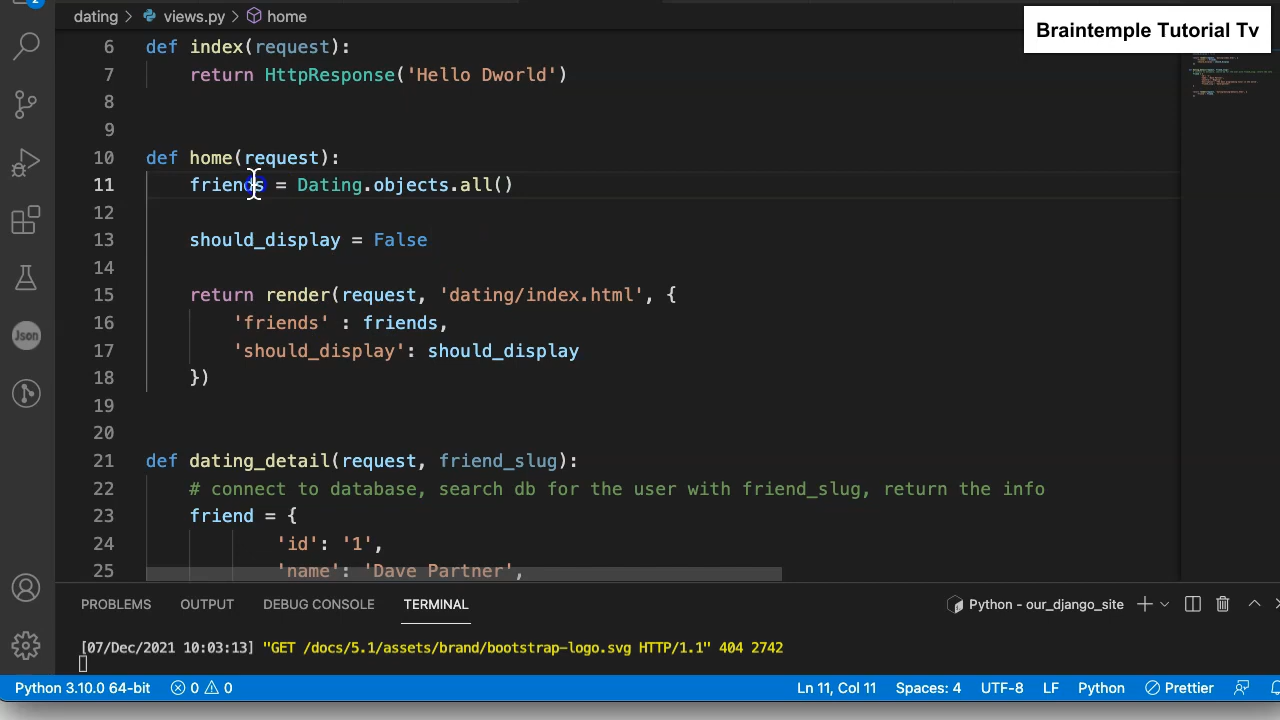 2
dating > views.py > home
Braintemple Tutorial Tv
6 def index(request):
7 return HttpResponse('Hello Dworld')
8
9
10 def home(request):
11 friends = Dating.objects.all()
12
13 should_display = False
14
15 return render(request, 'dating/index.html', {
16 'friends' : friends,
17 'should_display': should_display
18 })
19
20
21 def dating_detail(request, friend_slug):
22 # connect to database, search db for the user with friend_slug, return the info
23 friend = {
24 'id': '1',
25 'name': 'Dave Partner',
Json
PROBLEMS OUTPUT DEBUG CONSOLE TERMINAL Python - our_django_site
[07/Dec/2021 10:03:13] "GET /docs/5.1/assets/brand/bootstrap-logo.svg HTTP/1.1" 404 2742
Python 3.10.0 64-bit 0 0 Ln 11, Col 11 Spaces: 4 UTF-8 LF Python Prettier